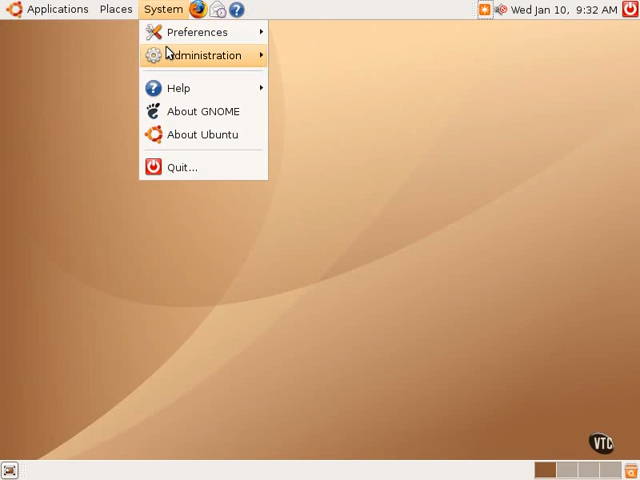 Applications Places System Wed Jan 10, 9:32 AM
Preferences
Administration
Help
About GNOME
About Ubuntu
Quit...
VTC